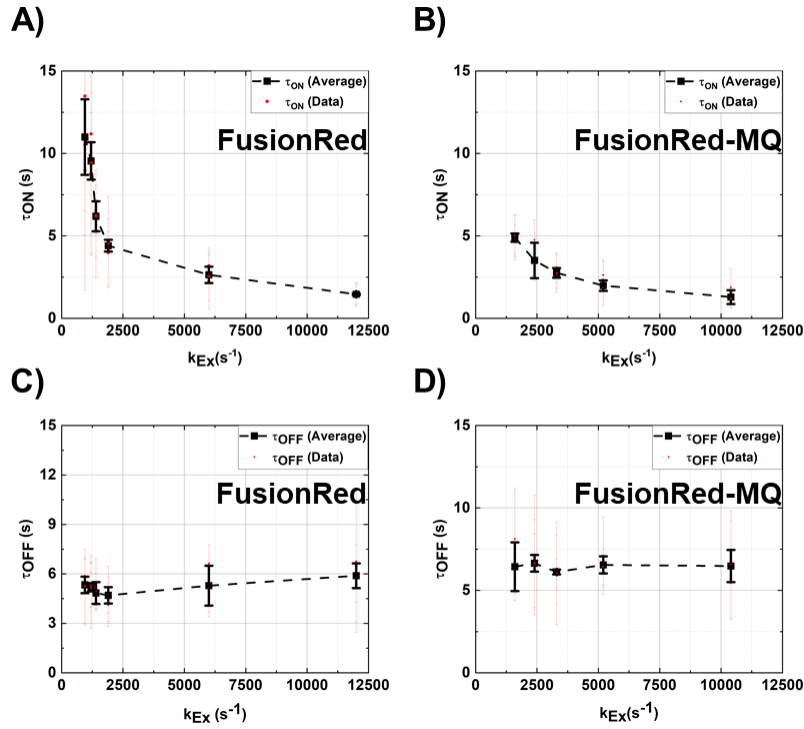 A)
B)
15
10
5
0
τON (s)
τON (Average)
τON (Data)
FusionRed
0 2500 5000 7500 10000 12500
kEx(s-1)
15
10
5
0
τON (s)
τON (Average)
τON (Data)
FusionRed-MQ
0 2500 5000 7500 10000 12500
kEx(s-1)
C)
D)
15
12
9
6
3
0
τOFF (s)
τOFF (Average)
τOFF (Data)
FusionRed
0 2500 5000 7500 10000 12500
kEx (s-1)
15
10
5
0
τOFF (s)
τOFF (Average)
τOFF (Data)
FusionRed-MQ
0 2500 5000 7500 10000 12500
kEx(s-1)